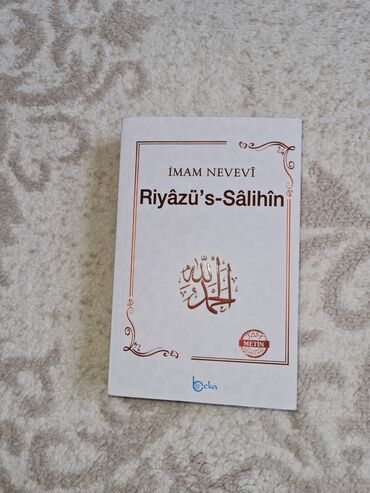 İMAM NEVEVÎ
Riyâzü's-Sâlihîn
الحمد لله
METİN
beka